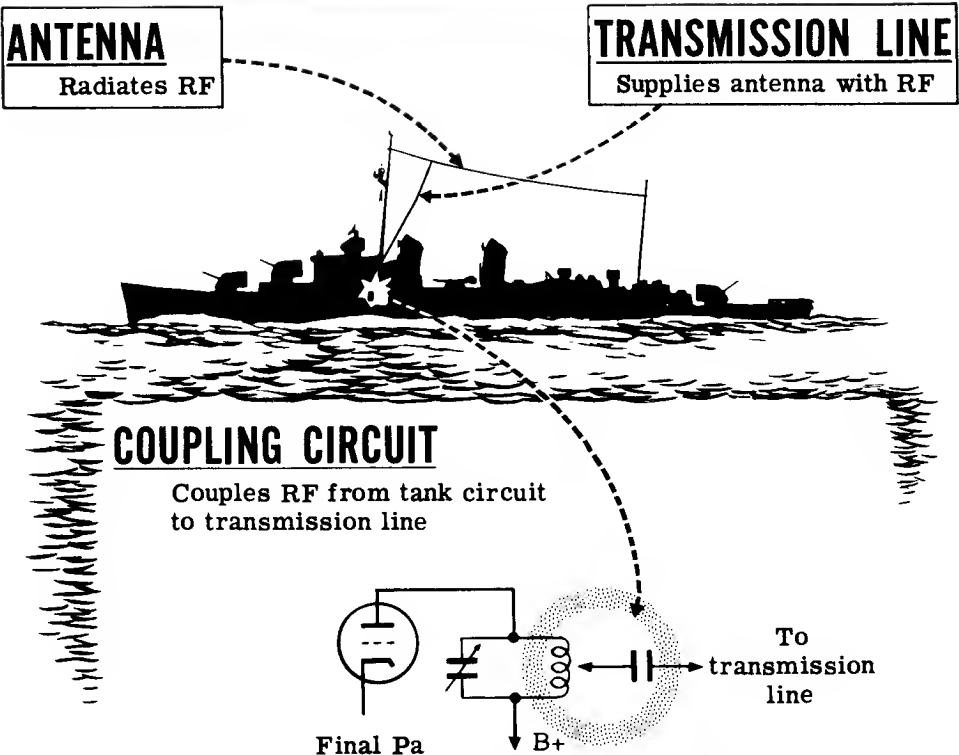 ANTENNA
Radiates RF
TRANSMISSION LINE
Supplies antenna with RF
COUPLING CIRCUIT
Couples RF from tank circuit
to transmission line
To
transmission
line
Final Pa
B+